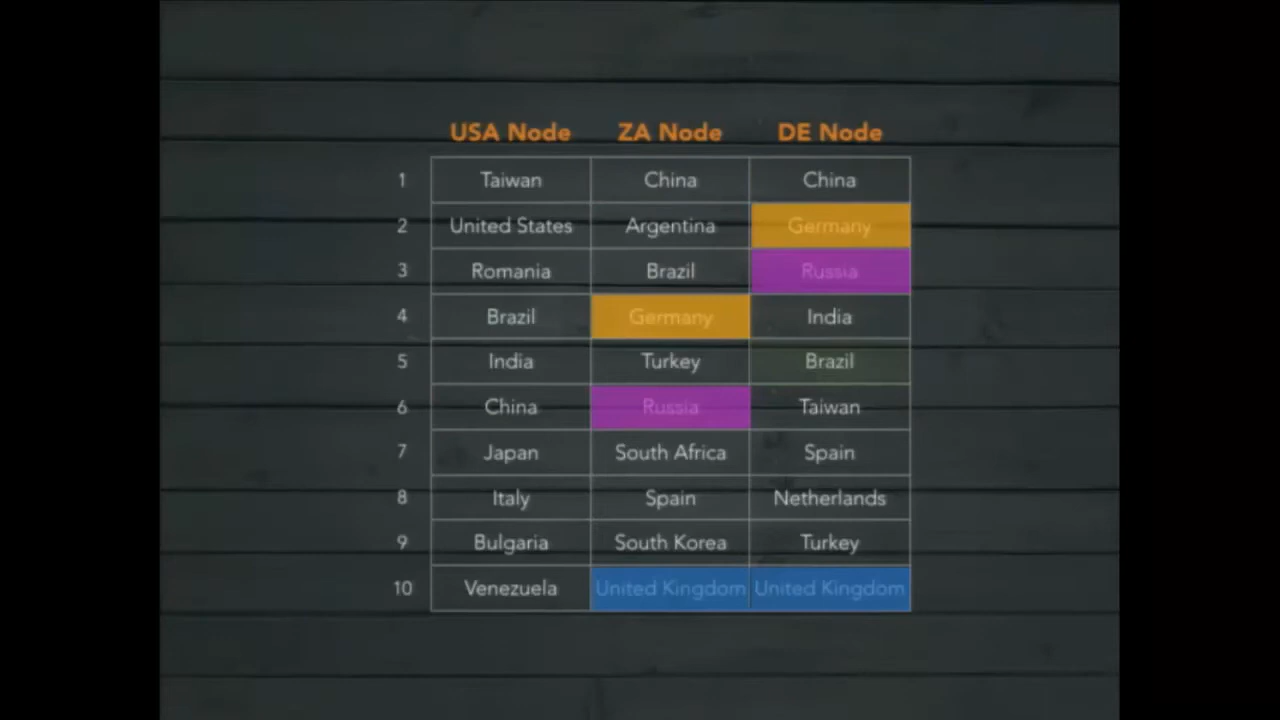 USA Node ZA Node DE Node
1 Taiwan China China
2 United States Argentina Germany
3 Romania Brazil Russia
4 Brazil Germany India
5 India Turkey Brazil
6 China Russia Taiwan
7 Japan South Africa Spain
8 Italy Spain Netherlands
9 Bulgaria South Korea Turkey
10 Venezuela United Kingdom United Kingdom